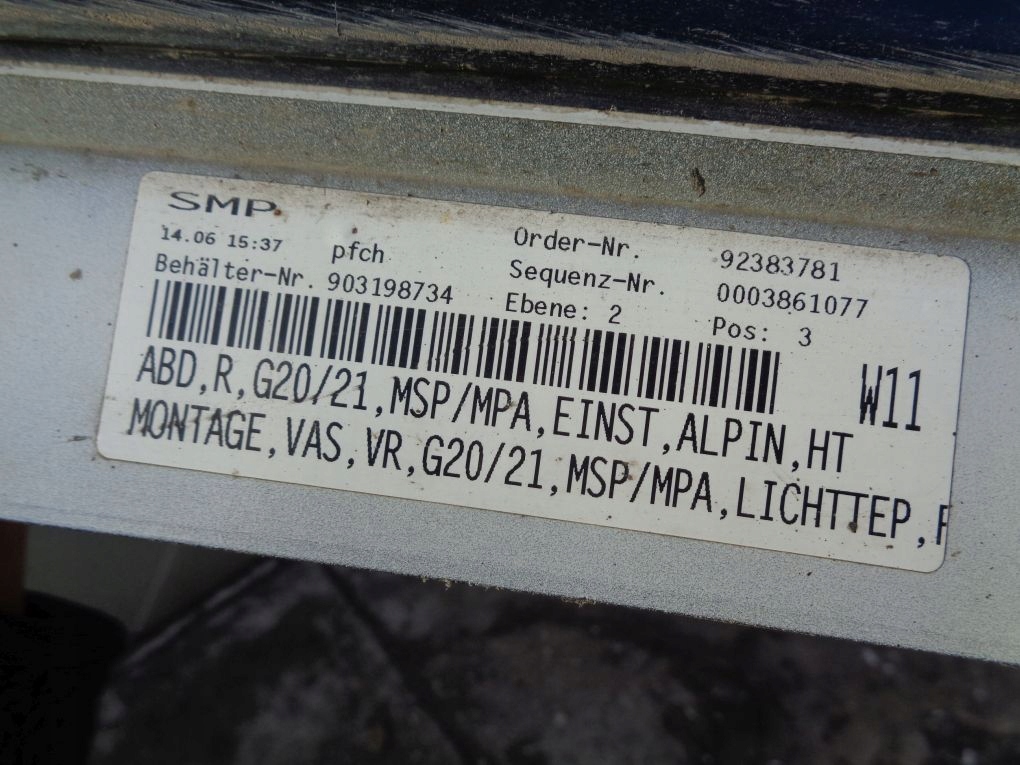 SMP
14.06 15:37 pfch Order-Nr. 92383781
Behälter-Nr. 903198734 Sequenz-Nr. 0003861077
Ebene: 2 Pos: 3
W11
ABD,R,G20/21,MSP/MPA,EINST,ALPIN,HT
MONTAGE,VAS,VR,G20/21,MSP/MPA,LICHTTEP,